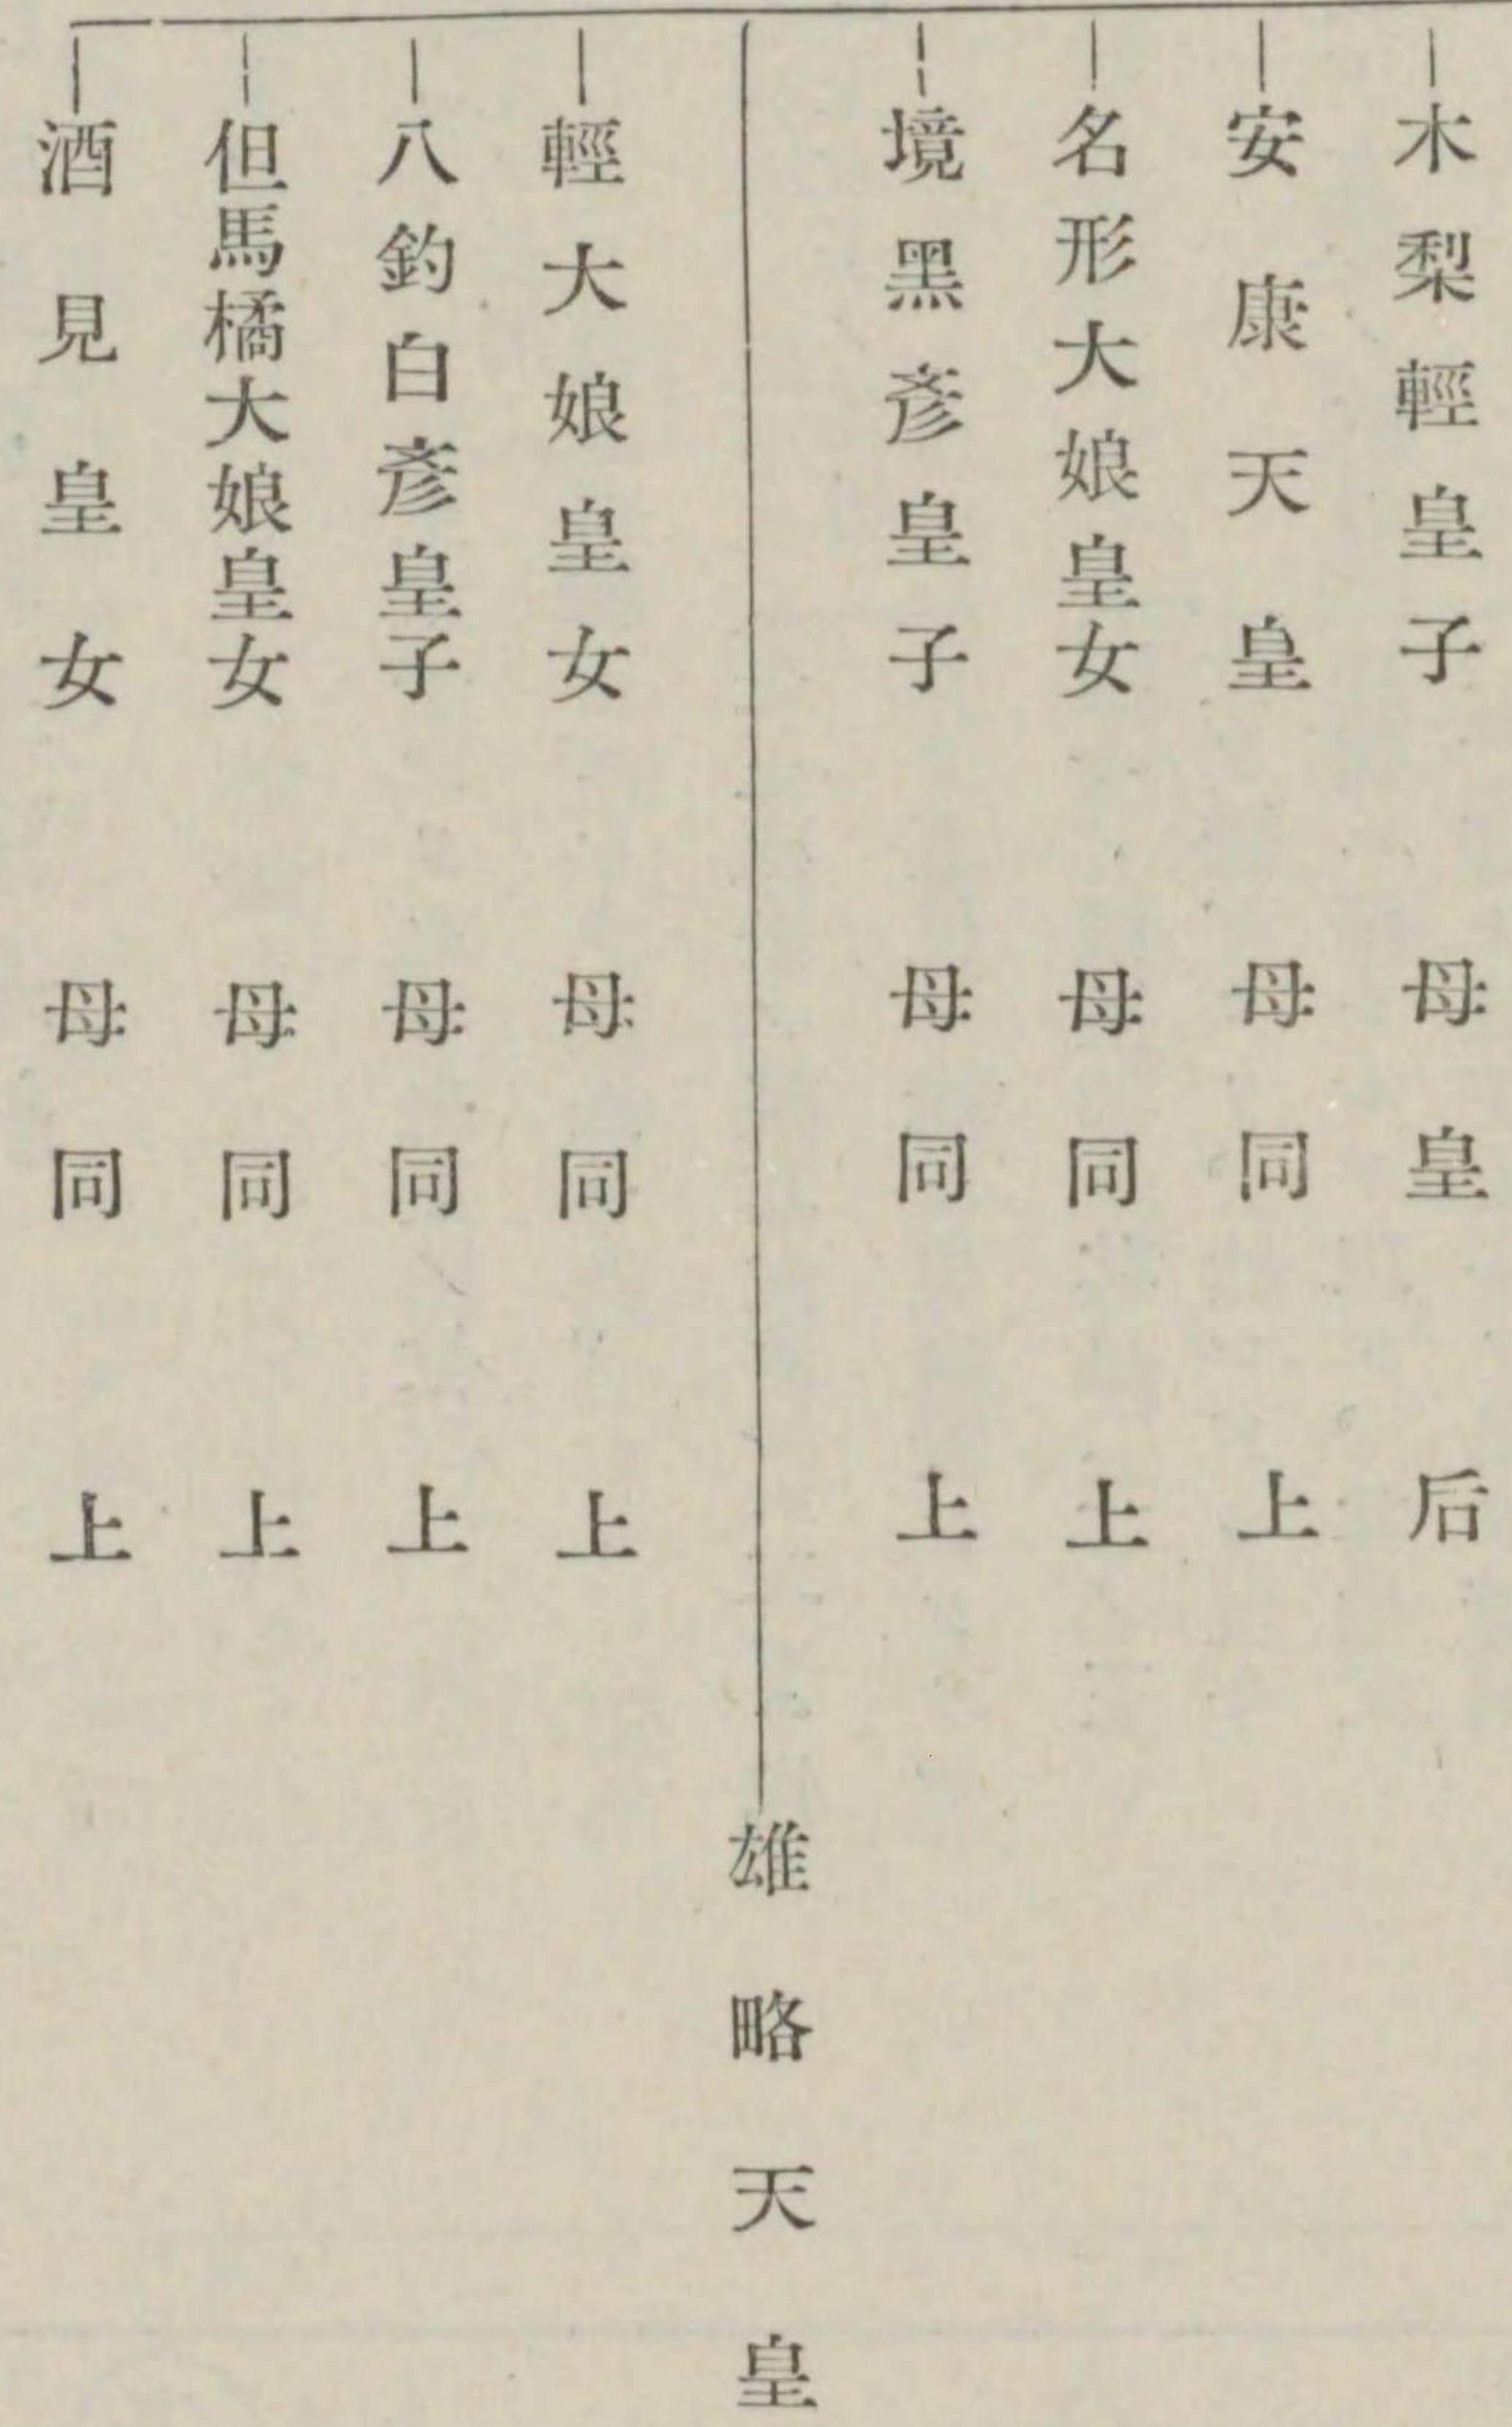 木梨輕皇子 母皇后
安康天皇 母同上
名形大娘皇女 母同上
境黑彥皇子 母同上
雄略天皇
輕大娘皇女 母同上
八釣白彥皇子 母同上
但馬橘大娘皇女 母同上
酒見皇女 母同上